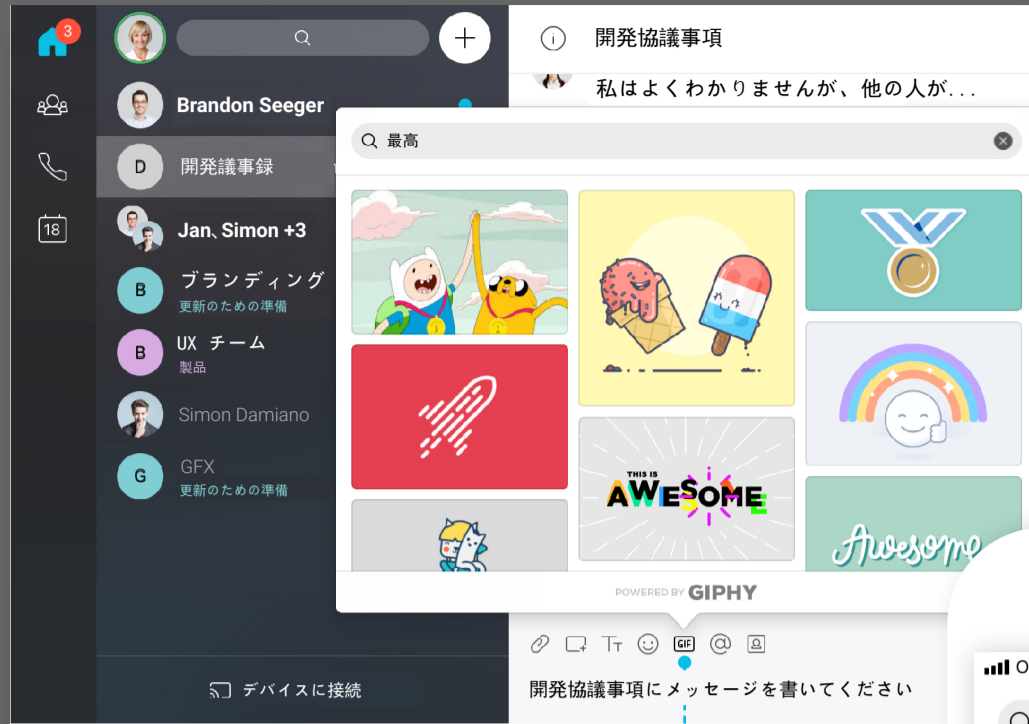 3
18
Brandon Seeger
D
開発議事録
Jan、Simon +3
B
ブランディング
更新のための準備
B
UX チーム
製品
Simon Damiano
G
GFX
更新のための準備
デバイスに接続
開発協議事項
私はよくわかりませんが、他の人が...
最高
THIS IS
AWESOME
Awesome
POWERED BY GIPHY
GIF
開発協議事項にメッセージを書いてください